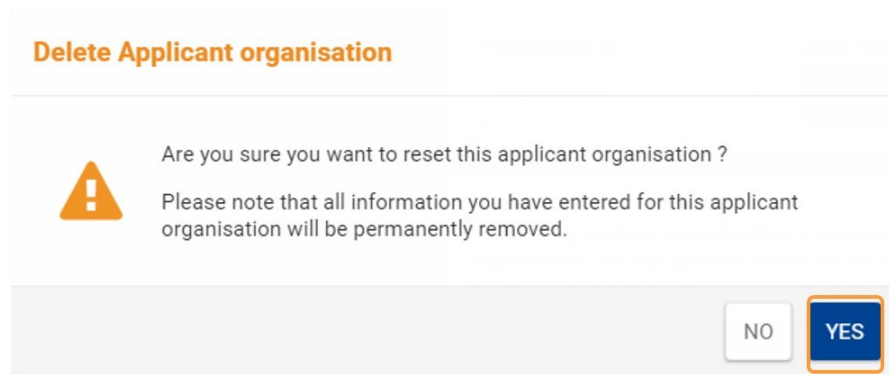 Delete Applicant organisation
Are you sure you want to reset this applicant organisation ?
Please note that all information you have entered for this applicant
organisation will be permanently removed.
NO
YES